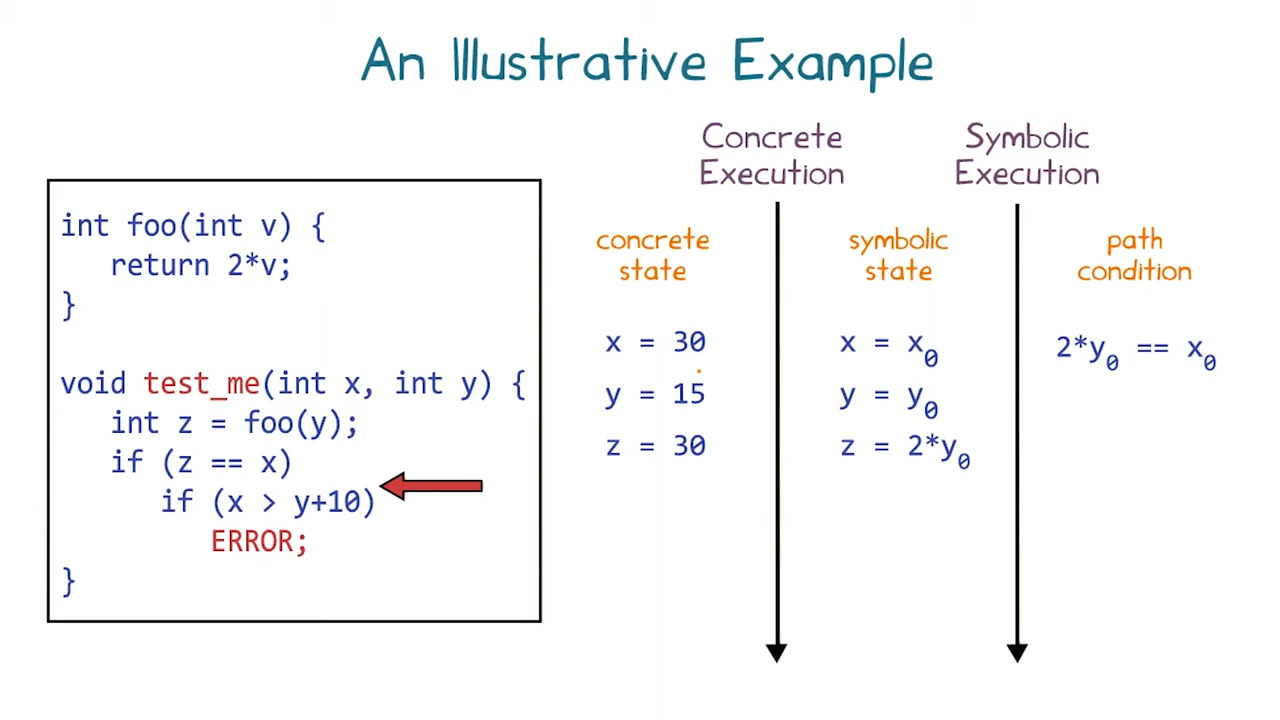 An Illustrative Example
int foo(int v) {
return 2*v;
}
void test_me(int x, int y) {
int z = foo(y);
if (z == x)
if (x > y+10)
ERROR;
}
Concrete
Execution
Symbolic
Execution
concrete
state
symbolic
state
path
condition
x = 30
y = 15
z = 30
x = x₀
y = y₀
z = 2*y₀
2*y₀ == x₀